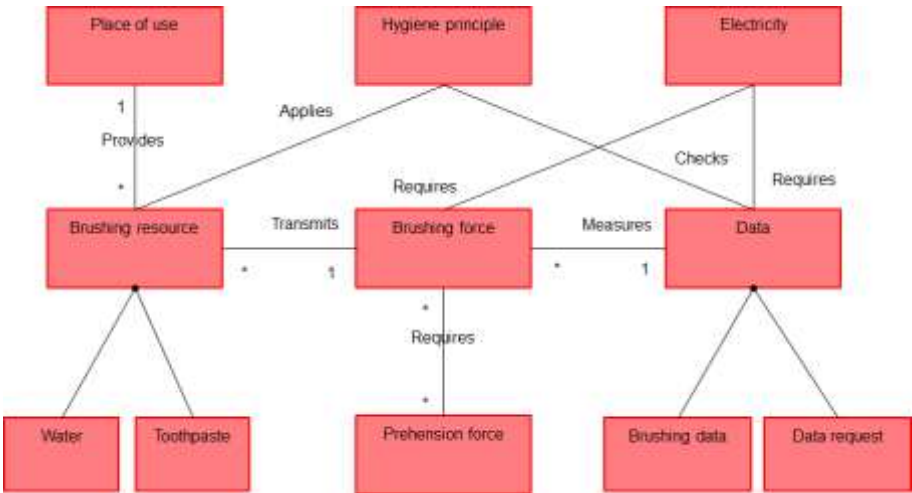 Place of use
Hygiene principle
Electricity
1
Applies
Provides
Checks
*
Requires
Requires
Brushing resource
Transmits
Brushing force
Measures
Data
*
1
*
1
*
Requires
*
Water
Toothpaste
Prehension force
Brushing data
Data request